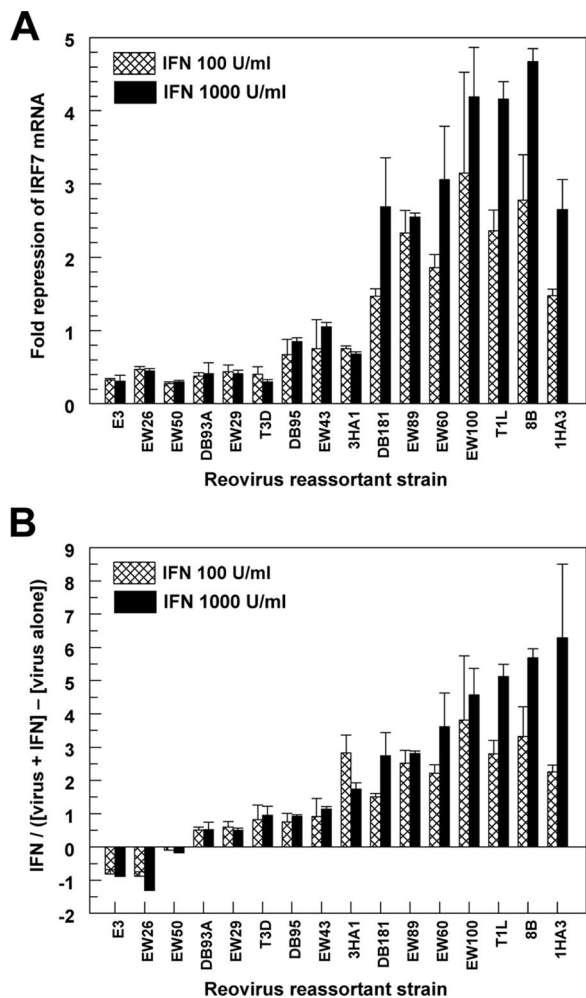 A
Fold repression of IRF7 mRNA
5
4
3
2
1
0
IFN 100 U/ml
IFN 1000 U/ml
E3
EW26
EW50
DB93A
EW29
T3D
DB95
EW43
3HA1
DB181
EW89
EW60
EW100
T1L
8B
1HA3
Reovirus reassortant strain
B
IFN / ([virus + IFN] – [virus alone])
9
8
7
6
5
4
3
2
1
0
-1
-2
IFN 100 U/ml
IFN 1000 U/ml
E3
EW26
EW50
DB93A
EW29
T3D
DB95
EW43
3HA1
DB181
EW89
EW60
EW100
T1L
8B
1HA3
Reovirus reassortant strain